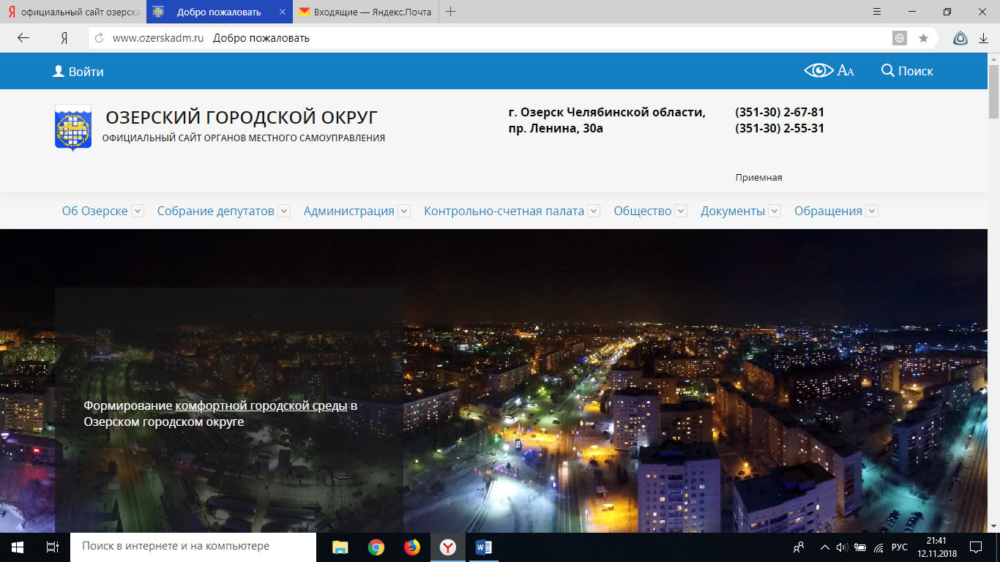 официальный сайт озерска
Добро пожаловать
Входящие — Яндекс.Почта
www.ozerskadm.ru Добро пожаловать
Войти
Аа
Поиск
ОЗЕРСКИЙ ГОРОДСКОЙ ОКРУГ
ОФИЦИАЛЬНЫЙ САЙТ ОРГАНОВ МЕСТНОГО САМОУПРАВЛЕНИЯ
г. Озерск Челябинской области,
пр. Ленина, 30а
(351-30) 2-67-81
(351-30) 2-55-31
Приемная
Об Озерске Собрание депутатов Администрация Контрольно-счетная палата Общество Документы Обращения
Формирование комфортной городской среды в
Озерском городском округе
Поиск в интернете и на компьютере
РУС
21:41
12.11.2018